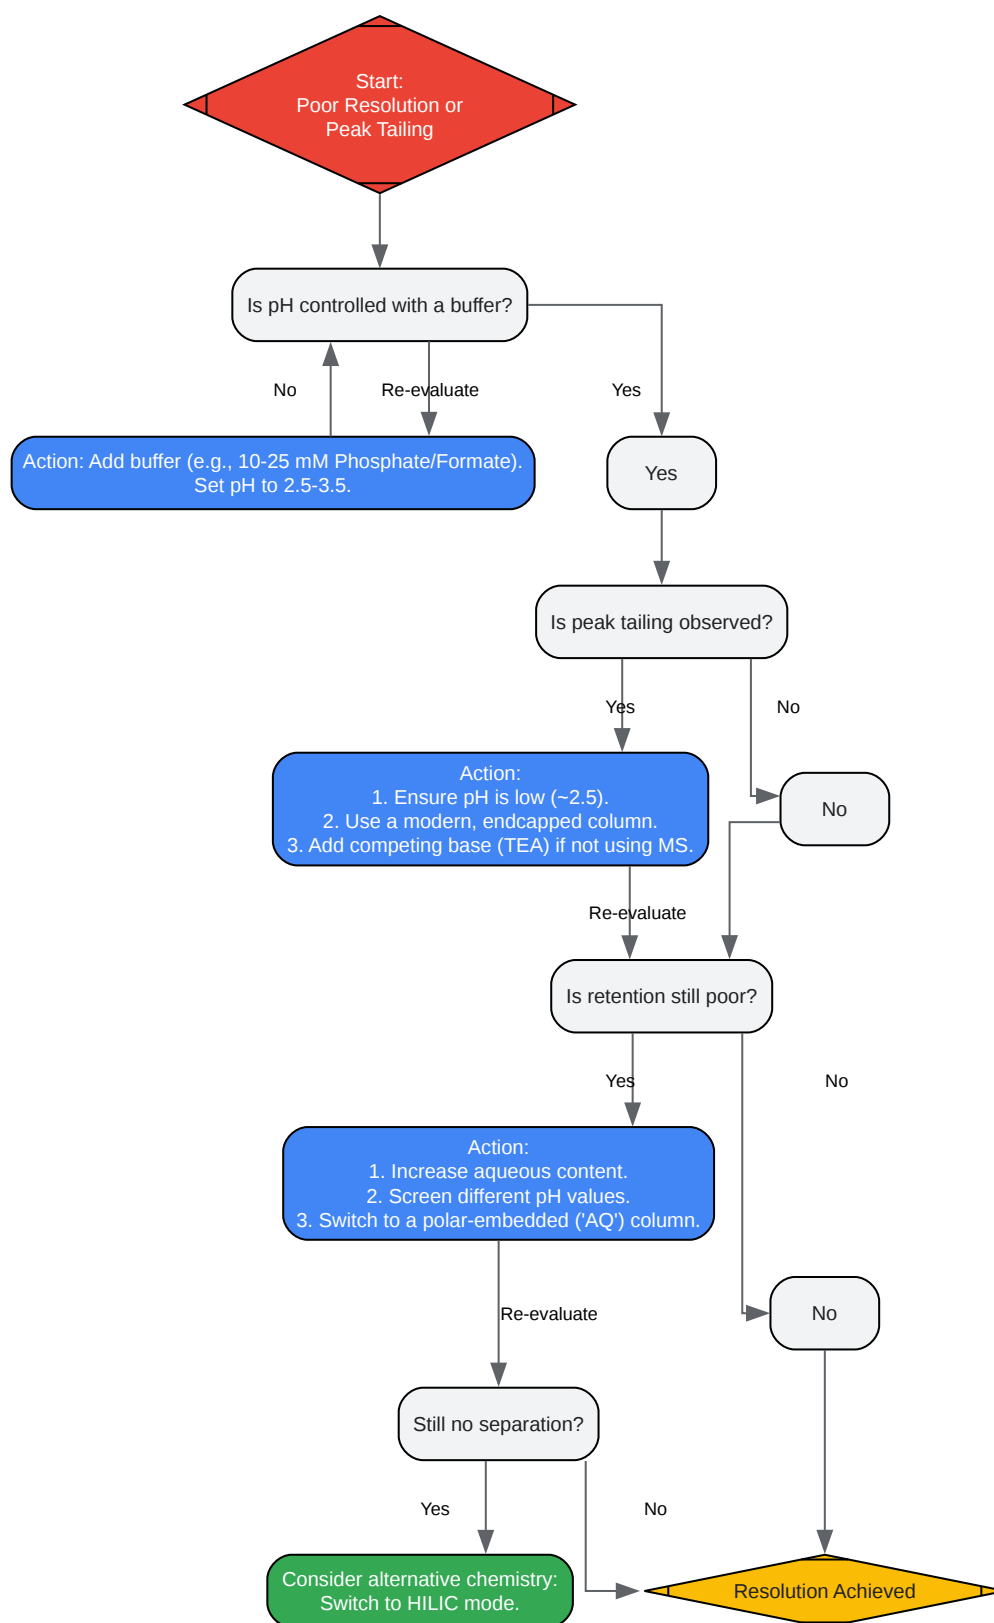 Start:
Poor Resolution or
Peak Tailing
Is pH controlled with a buffer?
No
Re-evaluate
Yes
Action: Add buffer (e.g., 10-25 mM Phosphate/Formate).
Set pH to 2.5-3.5.
Yes
Is peak tailing observed?
Yes
No
Action:
1. Ensure pH is low (~2.5).
2. Use a modern, endcapped column.
3. Add competing base (TEA) if not using MS.
No
Re-evaluate
Is retention still poor?
Yes
No
Action:
1. Increase aqueous content.
2. Screen different pH values.
3. Switch to a polar-embedded ('AQ') column.
Re-evaluate
No
Still no separation?
Yes
No
Consider alternative chemistry:
Switch to HILIC mode.
Resolution Achieved